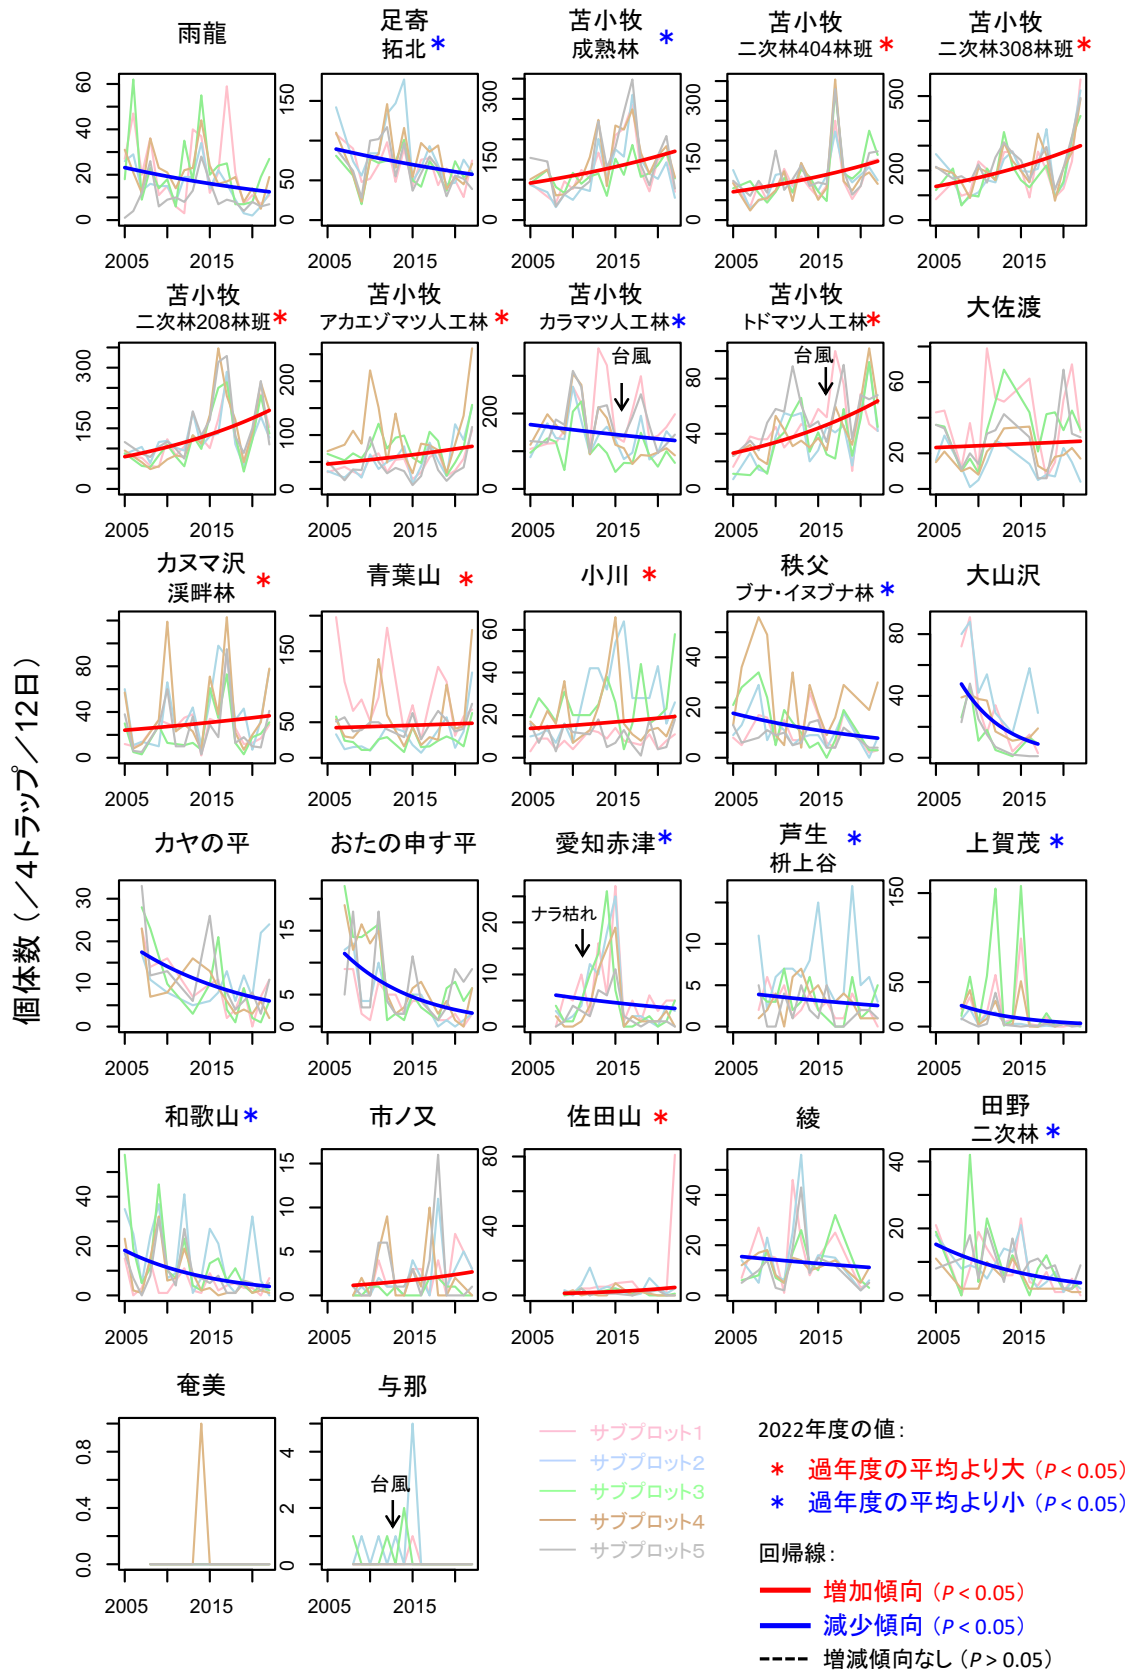 個体数（／4トラップ／12日）
雨龍
60
40
20
0
2005 2015
足寄
拓北 *
150
50
0
2005 2015
苫小牧
成熟林 *
350
150
0
2005 2015
苫小牧
二次林404林班 *
350
150
0
2005 2015
苫小牧
二次林308林班 *
500
200
0
2005 2015
苫小牧
二次林208林班 *
300
150
0
2005 2015
苫小牧
アカエゾマツ人工林 *
200
100
0
2005 2015
苫小牧
カラマツ人工林 *
台風
200
0
2005 2015
苫小牧
トドマツ人工林 *
台風
80
40
0
2005 2015
大佐渡
60
20
0
2005 2015
カヌマ沢
渓畔林 *
80
40
0
2005 2015
青葉山 *
150
50
0
2005 2015
小川 *
60
40
20
0
2005 2015
秩父
ブナ・イヌブナ林 *
40
20
0
2005 2015
大山沢
80
40
0
2005 2015
カヤの平
30
20
10
0
2005 2015
おたの申す平
15
5
0
2005 2015
愛知赤津 *
ナラ枯れ
20
10
0
2005 2015
芦生
枡上谷 *
10
5
0
2005 2015
上賀茂 *
150
50
0
2005 2015
和歌山 *
40
20
0
2005 2015
市ノ又
15
10
5
0
2005 2015
佐田山 *
80
40
0
2005 2015
綾
40
20
0
2005 2015
田野
二次林 *
40
20
0
2005 2015
奄美
0.8
0.4
0.0
2005 2015
与那
台風
4
2
0
2005 2015
サブプロット1
サブプロット2
サブプロット3
サブプロット4
サブプロット5
2022年度の値：
* 過年度の平均より大（P < 0.05）
* 過年度の平均より小（P < 0.05）
回帰線：
増加傾向（P < 0.05）
減少傾向（P < 0.05）
増減傾向なし（P > 0.05）